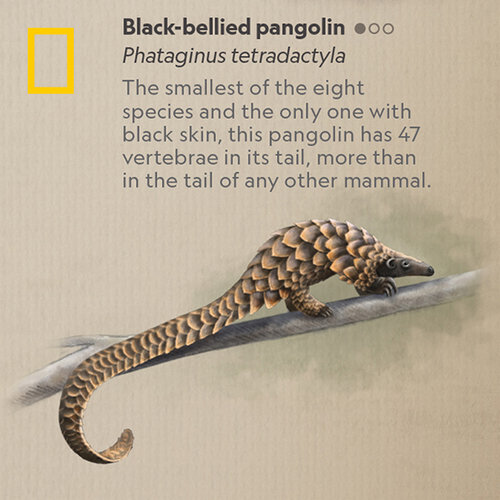 Black-bellied pangolin
Phataginus tetradactyla
The smallest of the eight
species and the only one with
black skin, this pangolin has 47
vertebrae in its tail, more than
in the tail of any other mammal.